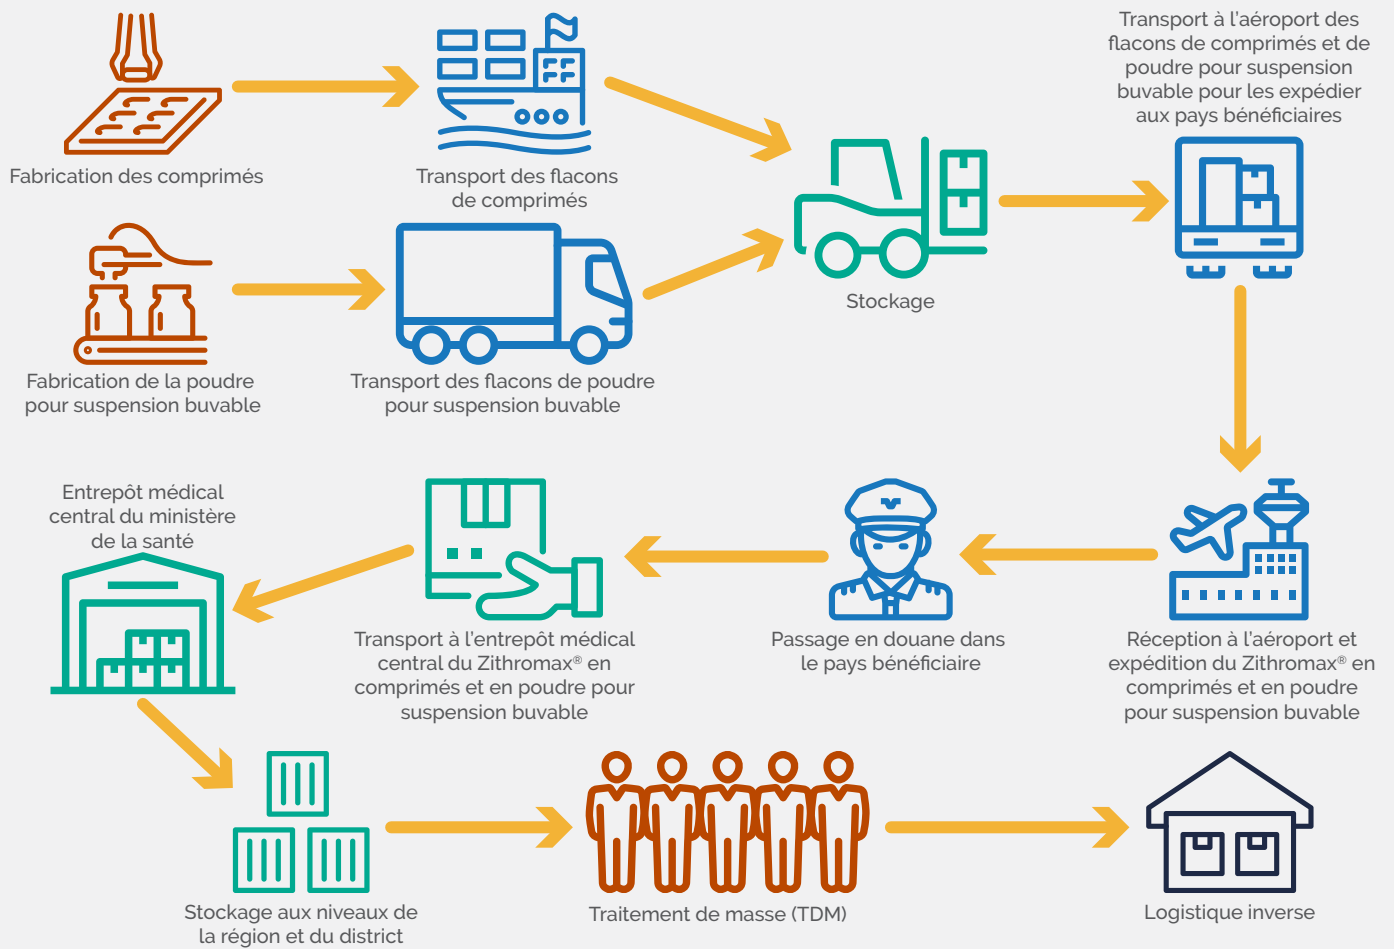 Transport à l'aéroport des
flacons de comprimés et de
poudre pour suspension
buvable pour les expédier
aux pays bénéficiaires
Fabrication des comprimés
Transport des flacons
de comprimés
Stockage
Fabrication de la poudre
pour suspension buvable
Transport des flacons de poudre
pour suspension buvable
Entrepôt médical
central du ministère
de la santé
Transport à l'entrepôt médical
central du Zithromax® en
comprimés et en poudre pour
suspension buvable
Passage en douane dans
le pays bénéficiaire
Réception à l'aéroport et
expédition du Zithromax® en
comprimés et en poudre
pour suspension buvable
Stockage aux niveaux de
la région et du district
Traitement de masse (TDM)
Logistique inverse